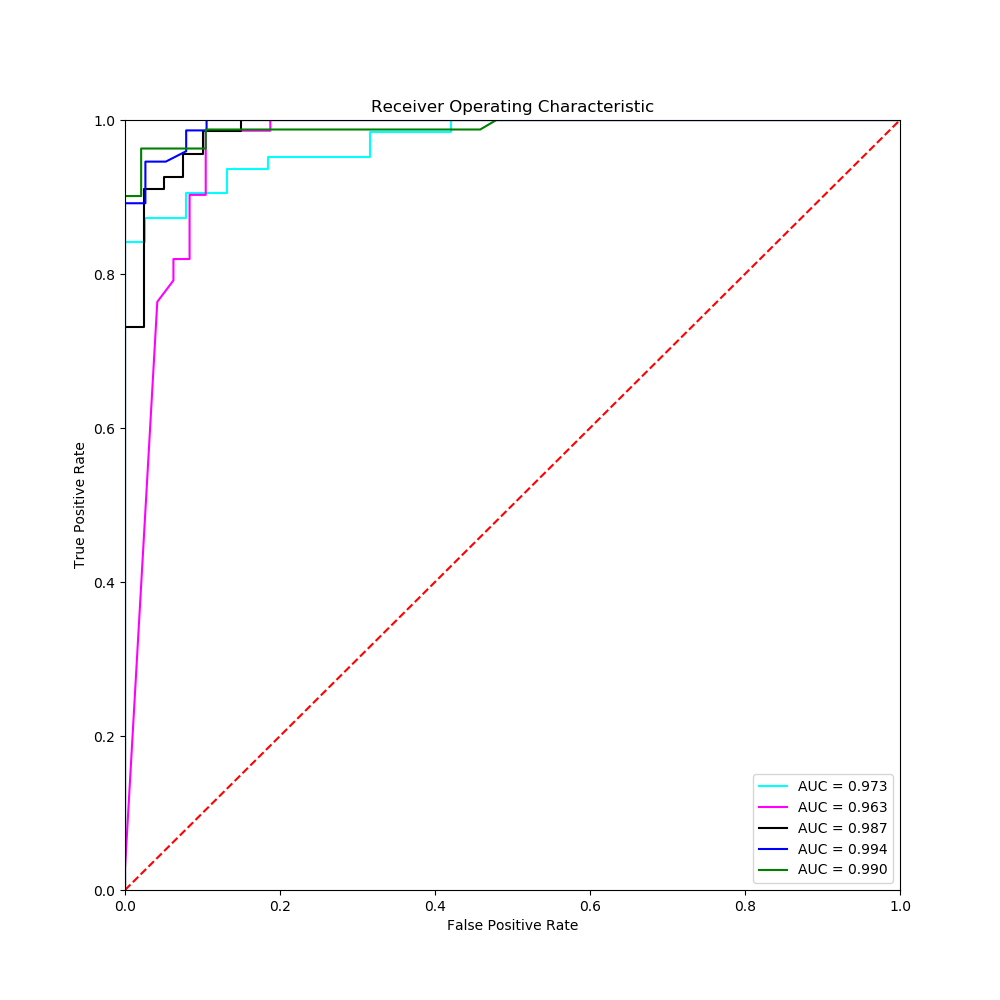 Receiver Operating Characteristic
1.0
0.8
0.6
0.4
0.2
0.0
True Positive Rate
AUC = 0.973
AUC = 0.963
AUC = 0.987
AUC = 0.994
AUC = 0.990
0.0 0.2 0.4 0.6 0.8 1.0
False Positive Rate